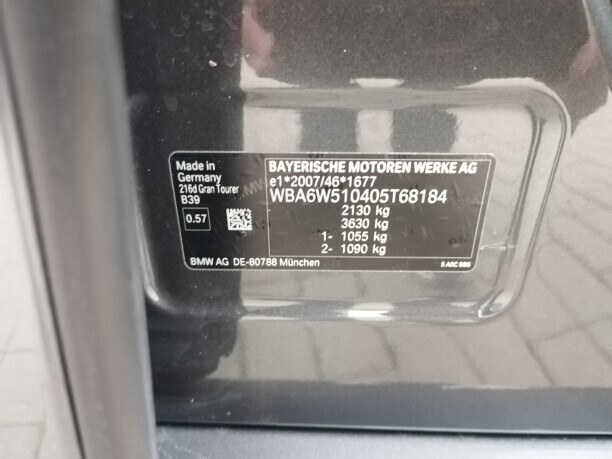 Made in
Germany
216d Gran Tourer
B39
0.57
BAYERISCHE MOTOREN WERKE AG
e1*2007/46*1677
WBA6W510405T68184
2130 kg
3630 kg
1- 1055 kg
2- 1090 kg
BMW AG DE-80788 München